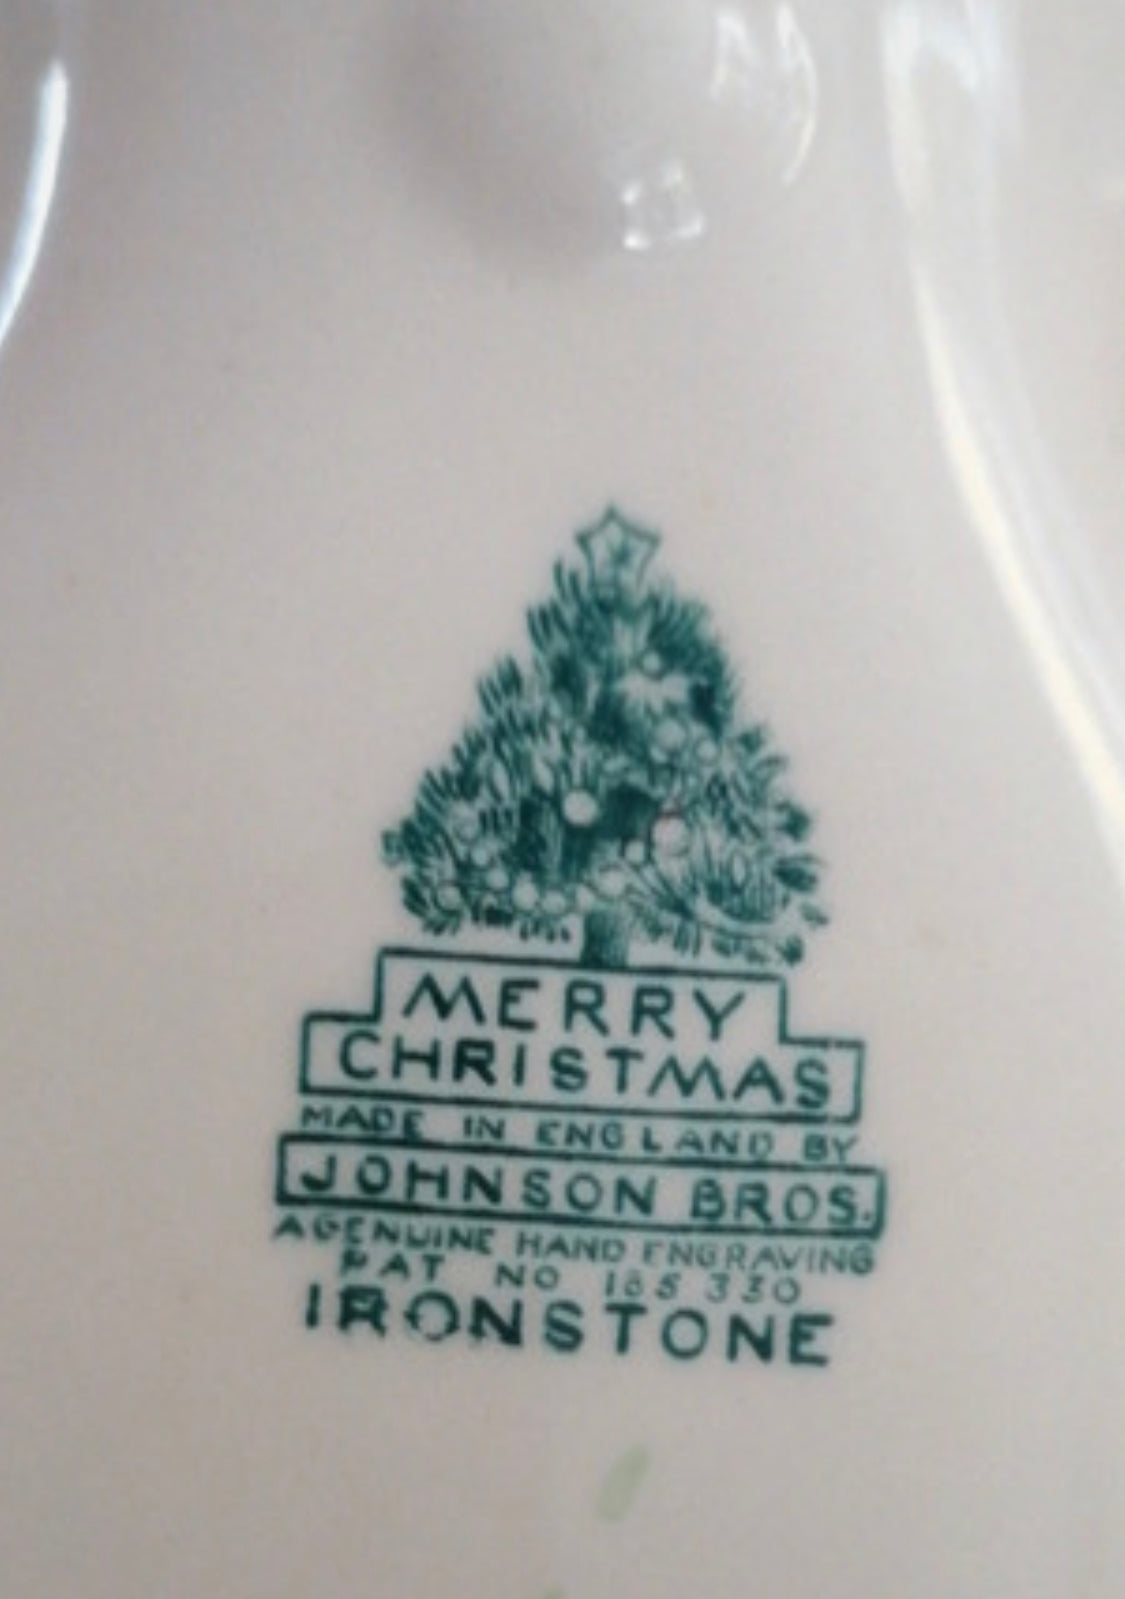 MERRY
CHRISTMAS
MADE IN ENGLAND BY
JOHNSON BROS.
A GENUINE HAND ENGRAVING
PAT NO 185 330
IRONSTONE